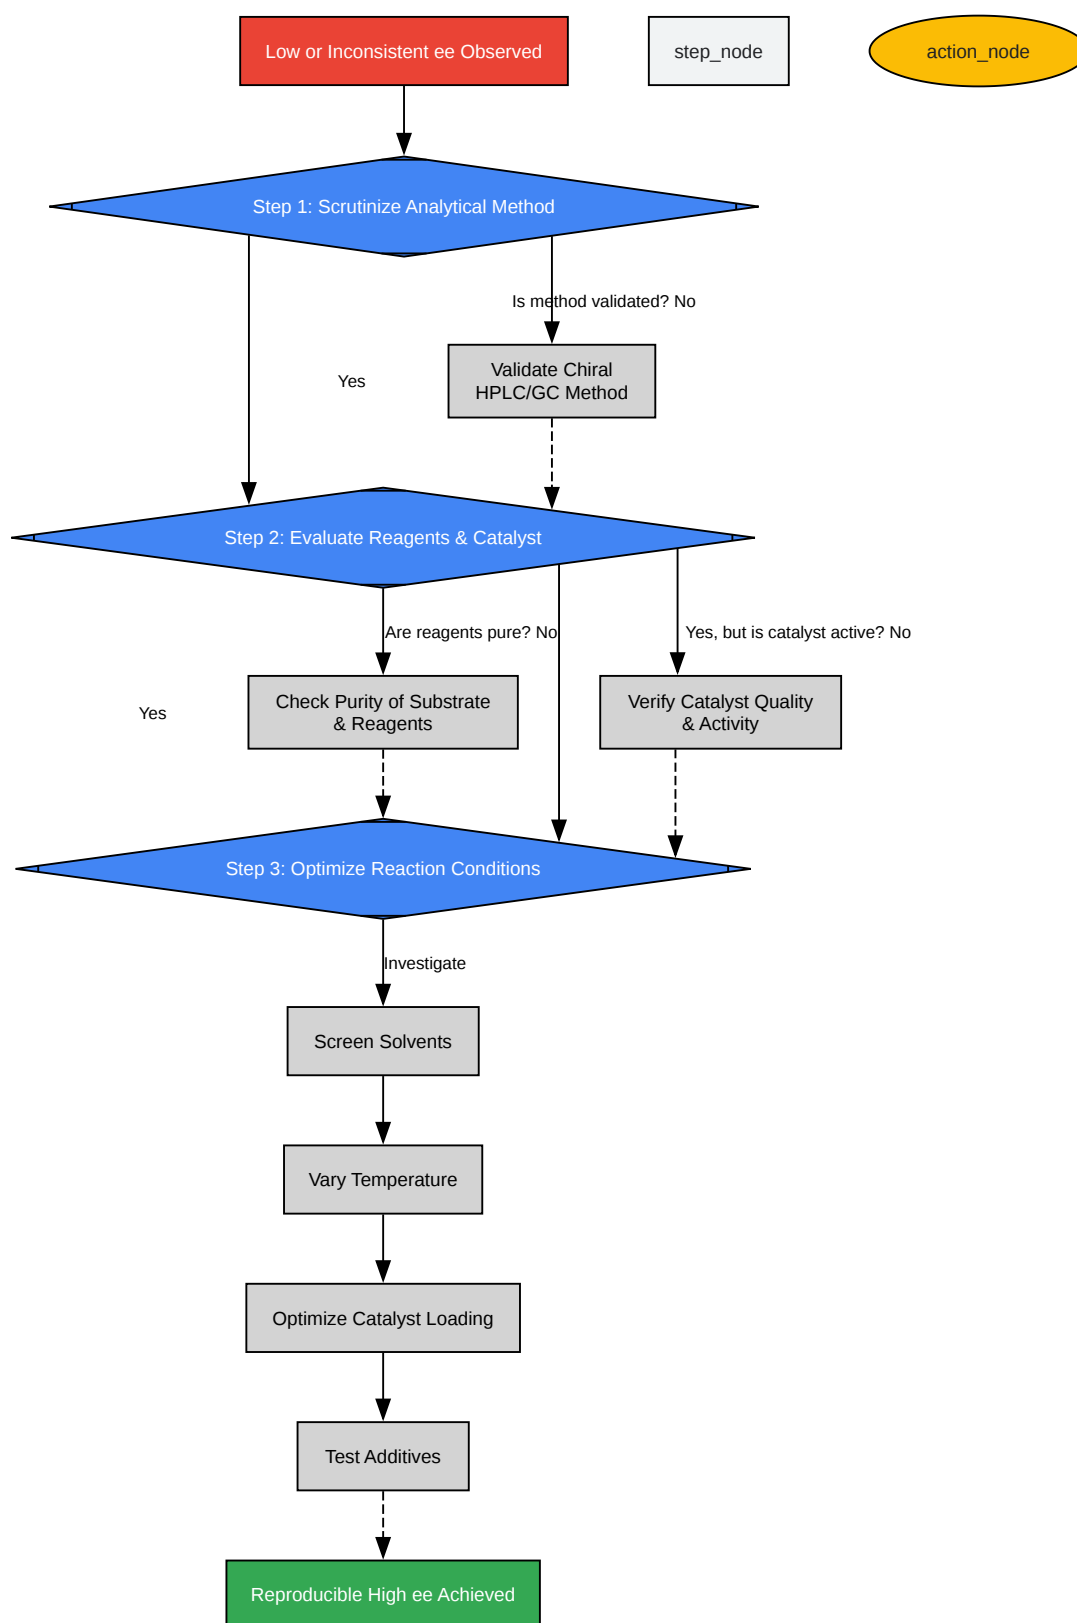 Low or Inconsistent ee Observed
step_node
action_node
Step 1: Scrutinize Analytical Method
Is method validated? No
Yes
Validate Chiral
HPLC/GC Method
Step 2: Evaluate Reagents & Catalyst
Are reagents pure? No
Yes, but is catalyst active? No
Yes
Check Purity of Substrate
& Reagents
Verify Catalyst Quality
& Activity
Step 3: Optimize Reaction Conditions
Investigate
Screen Solvents
Vary Temperature
Optimize Catalyst Loading
Test Additives
Reproducible High ee Achieved